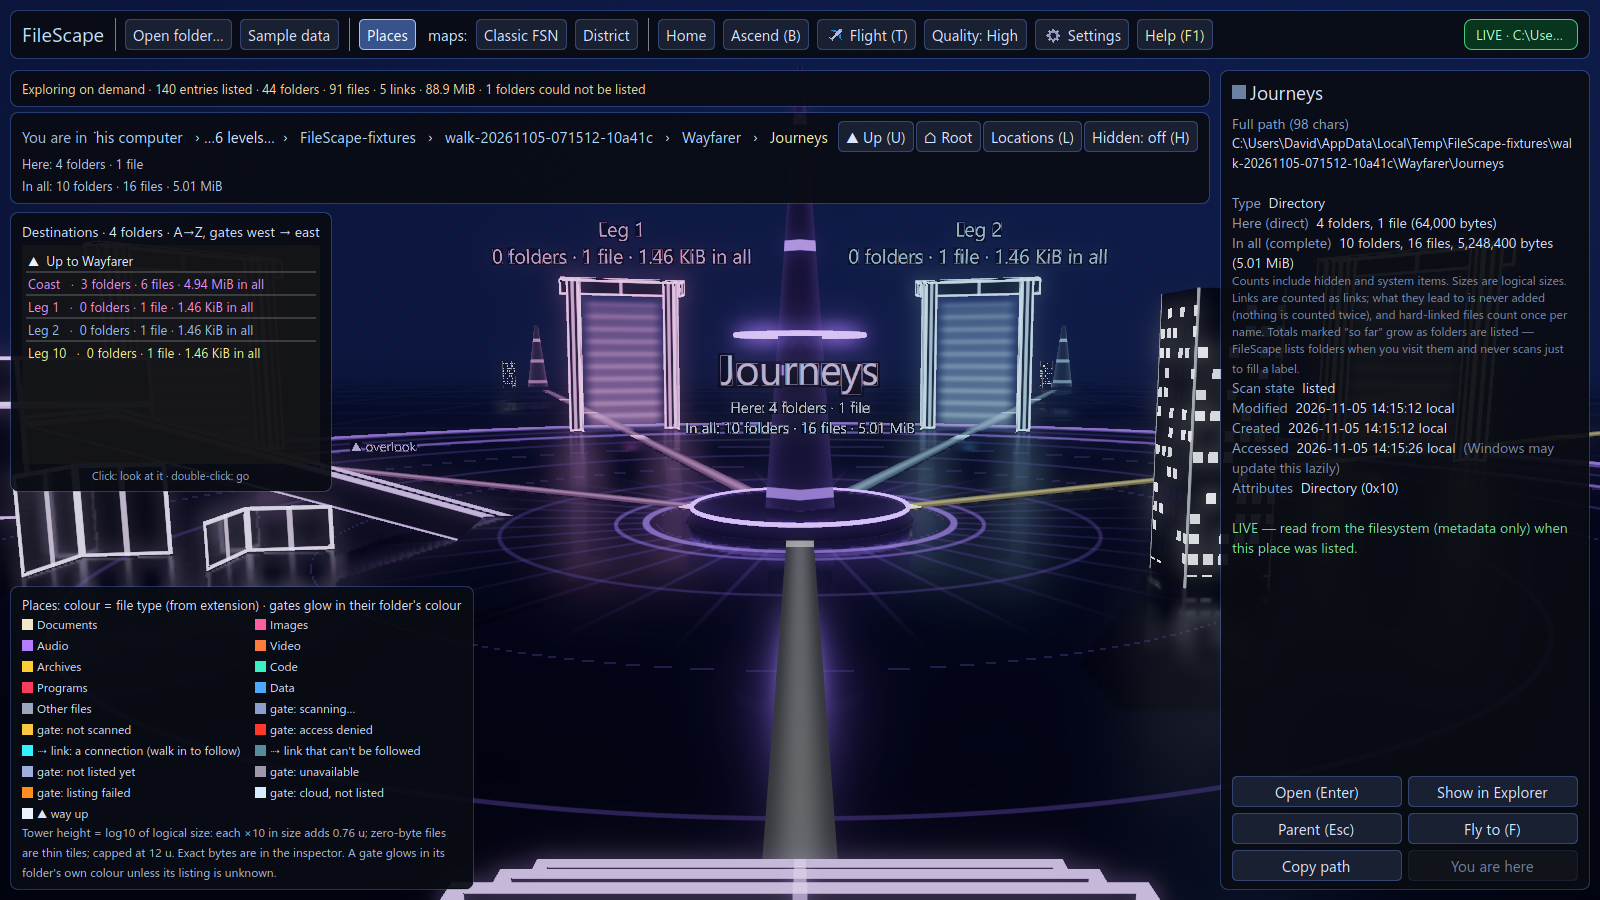 FileScape
Open folder...
Sample data
Places
maps:
Classic FSN
District
Home
Ascend (B)
Flight (T)
Quality: High
Settings
Help (F1)
LIVE · C:\Use...
Exploring on demand · 140 entries listed · 44 folders · 91 files · 5 links · 88.9 MiB · 1 folders could not be listed
You are in his computer › ...6 levels... › FileScape-fixtures › walk-20261105-071512-10a41c › Wayfarer › Journeys
▲ Up (U)
Root
Locations (L)
Hidden: off (H)
Here: 4 folders · 1 file
In all: 10 folders · 16 files · 5.01 MiB
Destinations · 4 folders · A→Z, gates west → east
▲ Up to Wayfarer
Coast · 3 folders · 6 files · 4.94 MiB in all
Leg 1 · 0 folders · 1 file · 1.46 KiB in all
Leg 2 · 0 folders · 1 file · 1.46 KiB in all
Leg 10 · 0 folders · 1 file · 1.46 KiB in all
Click: look at it · double-click: go
Leg 1
0 folders · 1 file · 1.46 KiB in all
Leg 2
0 folders · 1 file · 1.46 KiB in all
Journeys
Here: 4 folders · 1 file
In all: 10 folders · 16 files · 5.01 MiB
▲ overlook
Places: colour = file type (from extension) · gates glow in their folder's colour
Documents
Images
Audio
Video
Archives
Code
Programs
Data
Other files
gate: scanning...
gate: not scanned
gate: access denied
→ link: a connection (walk in to follow)
→ link that can't be followed
gate: not listed yet
gate: unavailable
gate: listing failed
gate: cloud, not listed
▲ way up
Tower height = log10 of logical size: each ×10 in size adds 0.76 u; zero-byte files
are thin tiles; capped at 12 u. Exact bytes are in the inspector. A gate glows in its
folder's own colour unless its listing is unknown.
Journeys
Full path (98 chars)
C:\Users\David\AppData\Local\Temp\FileScape-fixtures\wal
k-20261105-071512-10a41c\Wayfarer\Journeys
Type Directory
Here (direct) 4 folders, 1 file (64,000 bytes)
In all (complete) 10 folders, 16 files, 5,248,400 bytes
(5.01 MiB)
Counts include hidden and system items. Sizes are logical sizes.
Links are counted as links; what they lead to is never added
(nothing is counted twice), and hard-linked files count once per
name. Totals marked "so far" grow as folders are listed —
FileScape lists folders when you visit them and never scans just
to fill a label.
Scan state listed
Modified 2026-11-05 14:15:12 local
Created 2026-11-05 14:15:12 local
Accessed 2026-11-05 14:15:26 local (Windows may
update this lazily)
Attributes Directory (0x10)
LIVE — read from the filesystem (metadata only) when
this place was listed.
Open (Enter)
Show in Explorer
Parent (Esc)
Fly to (F)
Copy path
You are here